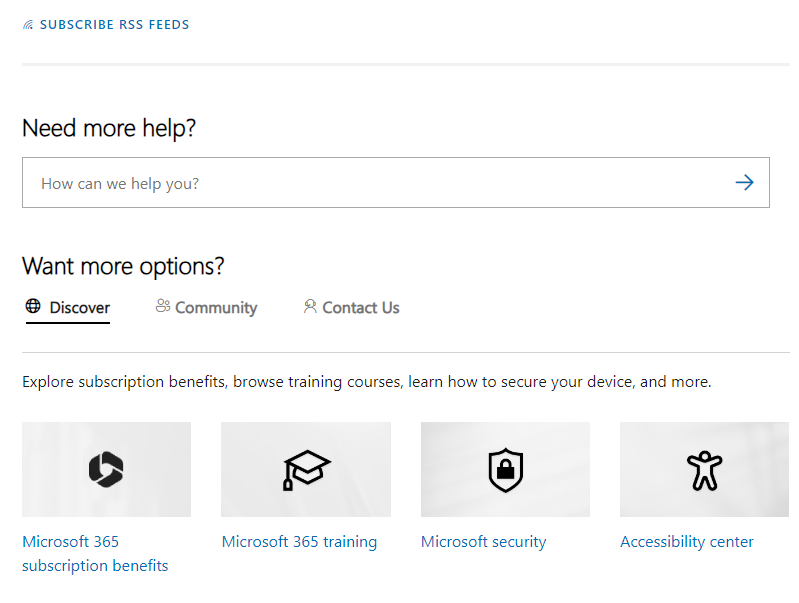 SUBSCRIBE RSS FEEDS
Need more help?
How can we help you?
Want more options?
Discover
Community
Contact Us
Explore subscription benefits, browse training courses, learn how to secure your device, and more.
Microsoft 365
subscription benefits
Microsoft 365 training
Microsoft security
Accessibility center